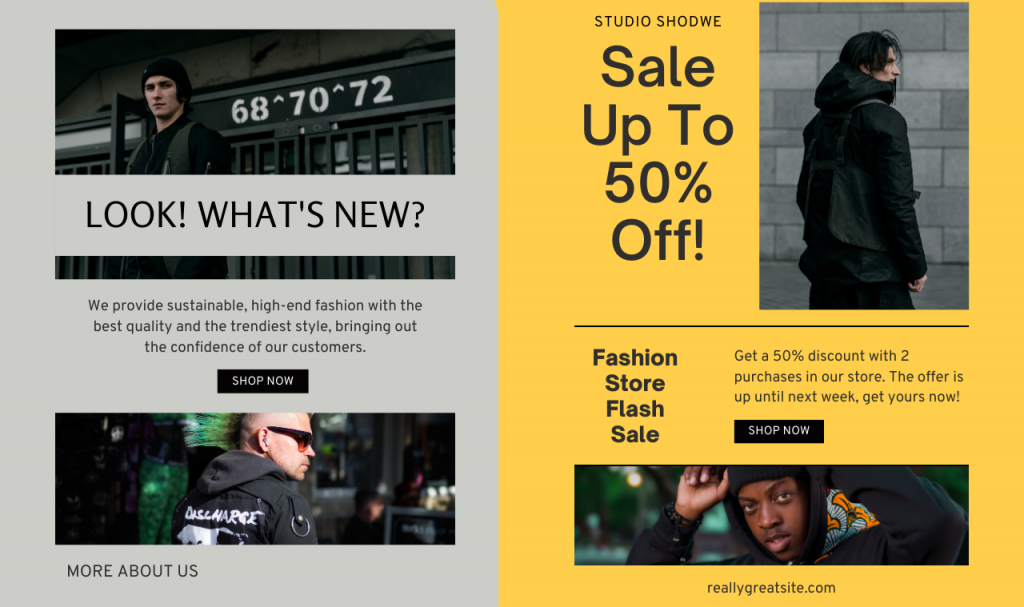 68^70^72
LOOK! WHAT'S NEW?
We provide sustainable, high-end fashion with the
best quality and the trendiest style, bringing out
the confidence of our customers.
SHOP NOW
DISCHARGE
MORE ABOUT US
STUDIO SHODWE
Sale
Up To
50%
Off!
Fashion
Store
Flash
Sale
Get a 50% discount with 2
purchases in our store. The offer is
up until next week, get yours now!
SHOP NOW
reallygreatsite.com